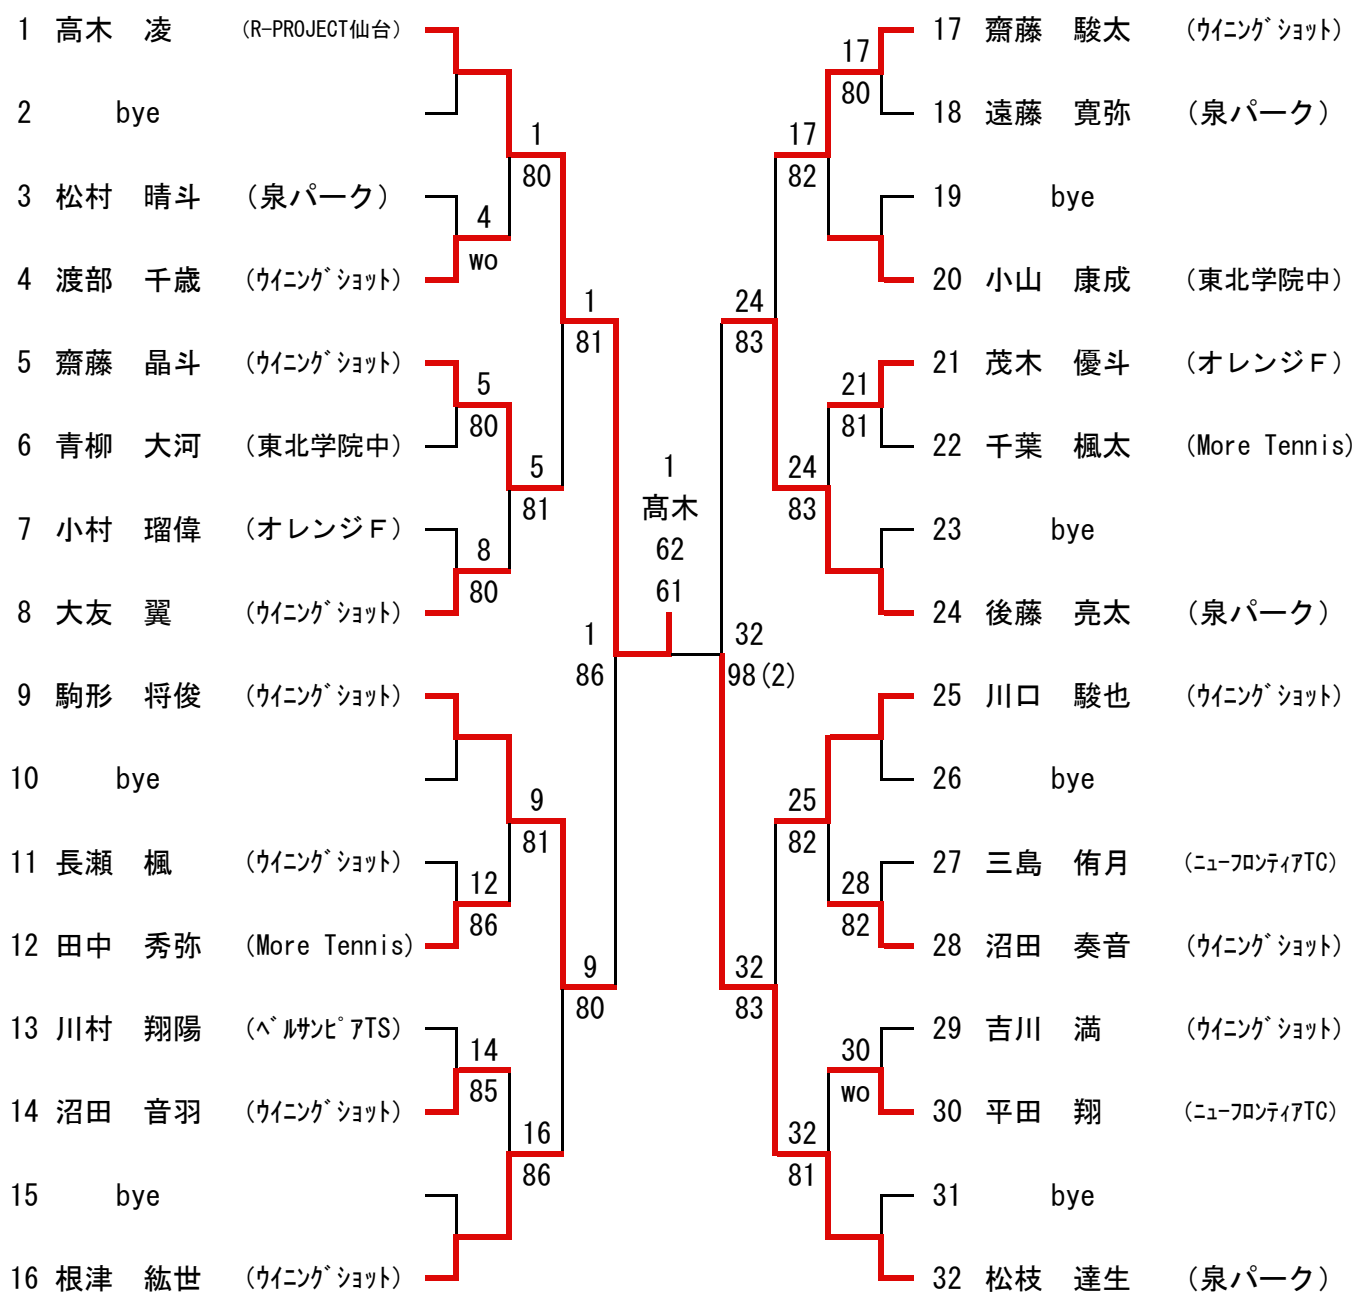 1 高木　凌 (R-PROJECT仙台)
2 bye
3 松村　晴斗 (泉パーク)
4 渡部　千歳 (ｳｲﾆﾝｸﾞｼｮｯﾄ)
5 齋藤　晶斗 (ｳｲﾆﾝｸﾞｼｮｯﾄ)
6 青柳　大河 (東北学院中)
7 小村　瑠偉 (オレンジＦ)
8 大友　翼 (ｳｲﾆﾝｸﾞｼｮｯﾄ)
9 駒形　将俊 (ｳｲﾆﾝｸﾞｼｮｯﾄ)
10 bye
11 長瀬　楓 (ｳｲﾆﾝｸﾞｼｮｯﾄ)
12 田中　秀弥 (More Tennis)
13 川村　翔陽 (ﾍﾞﾙｻﾝﾋﾟｱTS)
14 沼田　音羽 (ｳｲﾆﾝｸﾞｼｮｯﾄ)
15 bye
16 根津　紘世 (ｳｲﾆﾝｸﾞｼｮｯﾄ)
4
wo
5
80
8
80
12
86
14
85
1
80
5
81
9
81
16
86
1
81
9
80
1
86
1
髙木
62
61
32
98(2)
24
83
32
83
17
82
24
83
25
82
32
81
17
80
21
81
28
82
30
wo
17 齋藤　駿太 (ｳｲﾆﾝｸﾞｼｮｯﾄ)
18 遠藤　寛弥 (泉パーク)
19 bye
20 小山　康成 (東北学院中)
21 茂木　優斗 (オレンジＦ)
22 千葉　楓太 (More Tennis)
23 bye
24 後藤　亮太 (泉パーク)
25 川口　駿也 (ｳｲﾆﾝｸﾞｼｮｯﾄ)
26 bye
27 三島　侑月 (ﾆｭｰﾌﾛﾝﾃｨｱTC)
28 沼田　奏音 (ｳｲﾆﾝｸﾞｼｮｯﾄ)
29 吉川　満 (ｳｲﾆﾝｸﾞｼｮｯﾄ)
30 平田　翔 (ﾆｭｰﾌﾛﾝﾃｨｱTC)
31 bye
32 松枝　達生 (泉パーク)